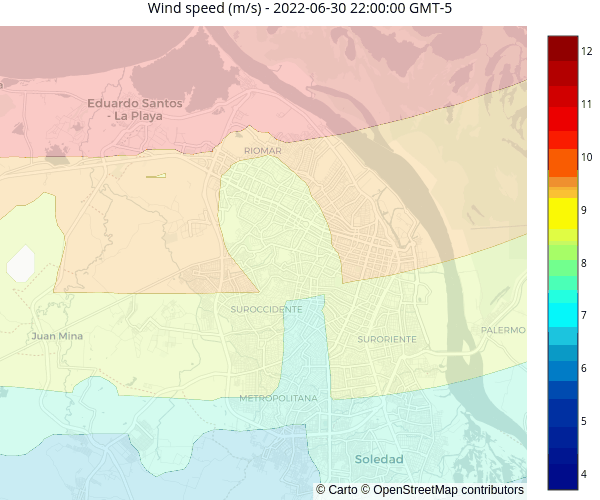 Wind speed (m/s) - 2022-06-30 22:00:00 GMT-5
Eduardo Santos
- La Playa
RIOMAR
SUROCCIDENTE
Juan Mina
SURORIENTE
PALERMO
METROPOLITANA
Soledad
© Carto © OpenStreetMap contributors
12
11
10
9
8
7
6
5
4